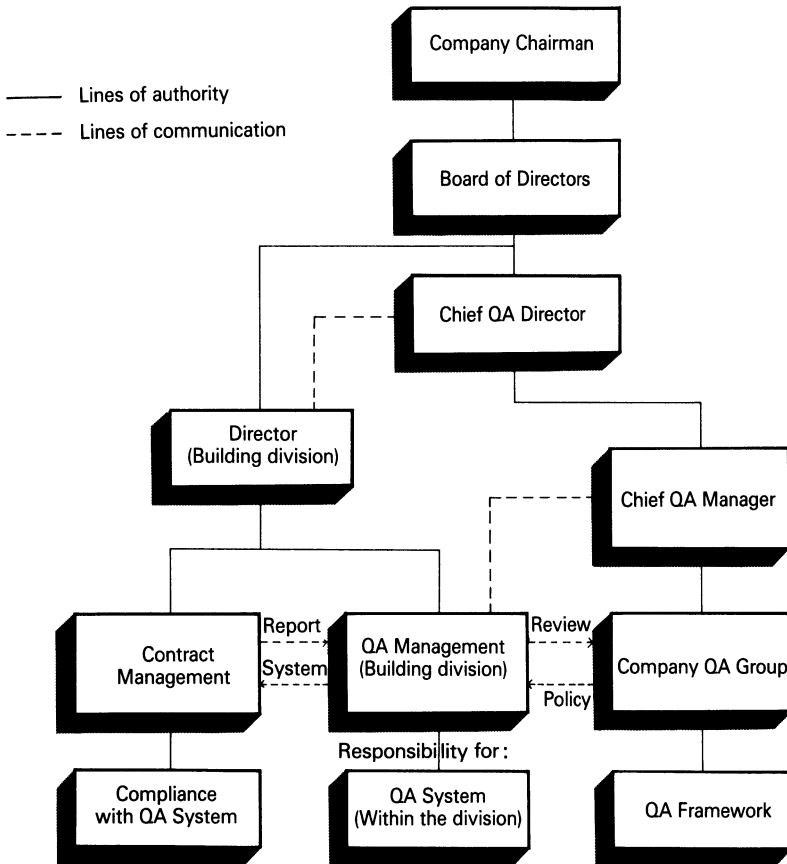 Company Chairman
Lines of authority
Lines of communication
Board of Directors
Chief QA Director
Director
(Building division)
Chief QA Manager
Report
Review
Contract
Management
QA Management
(Building division)
Company QA Group
System
Policy
Responsibility for:
Compliance
with QA System
QA System
(Within the division)
QA Framework